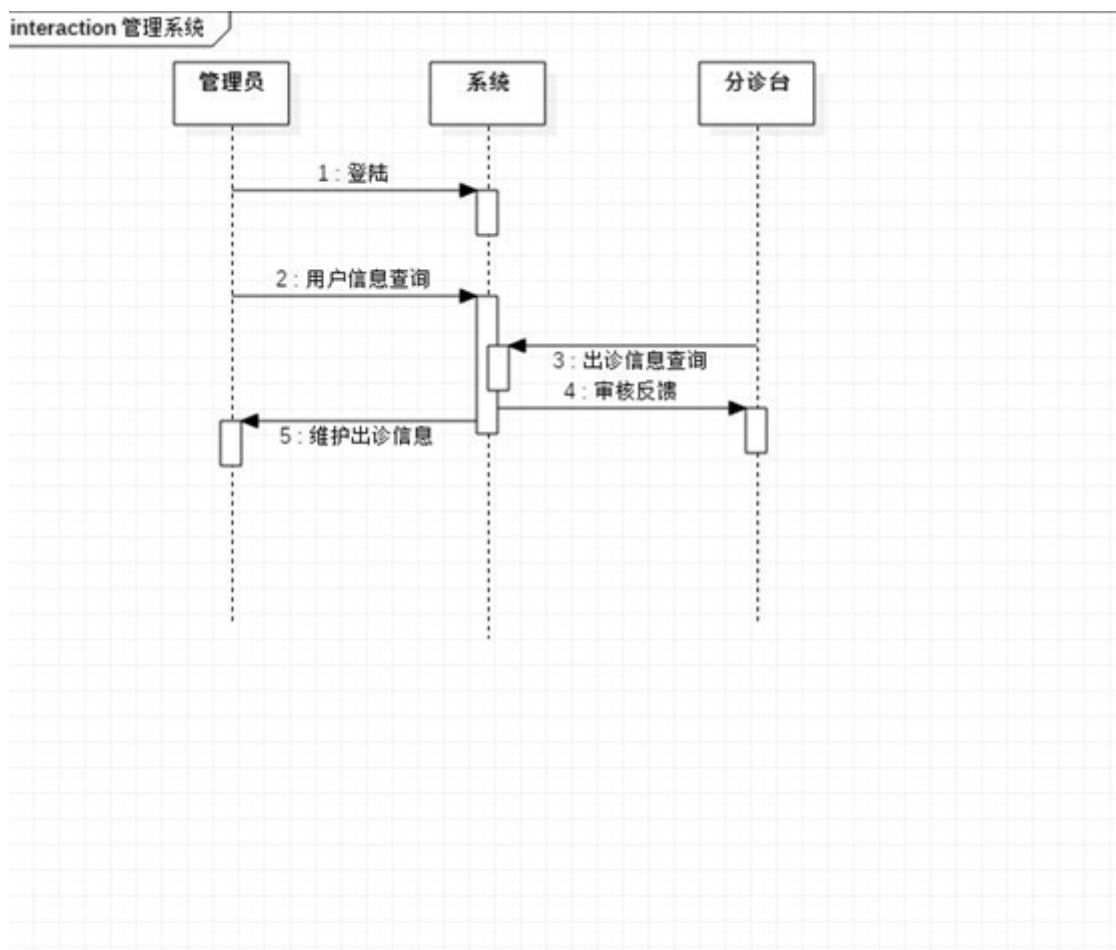 interaction 管理系统
管理员
系统
分诊台
1 : 登陆
2 : 用户信息查询
3 : 出诊信息查询
4 : 审核反馈
5 : 维护出诊信息